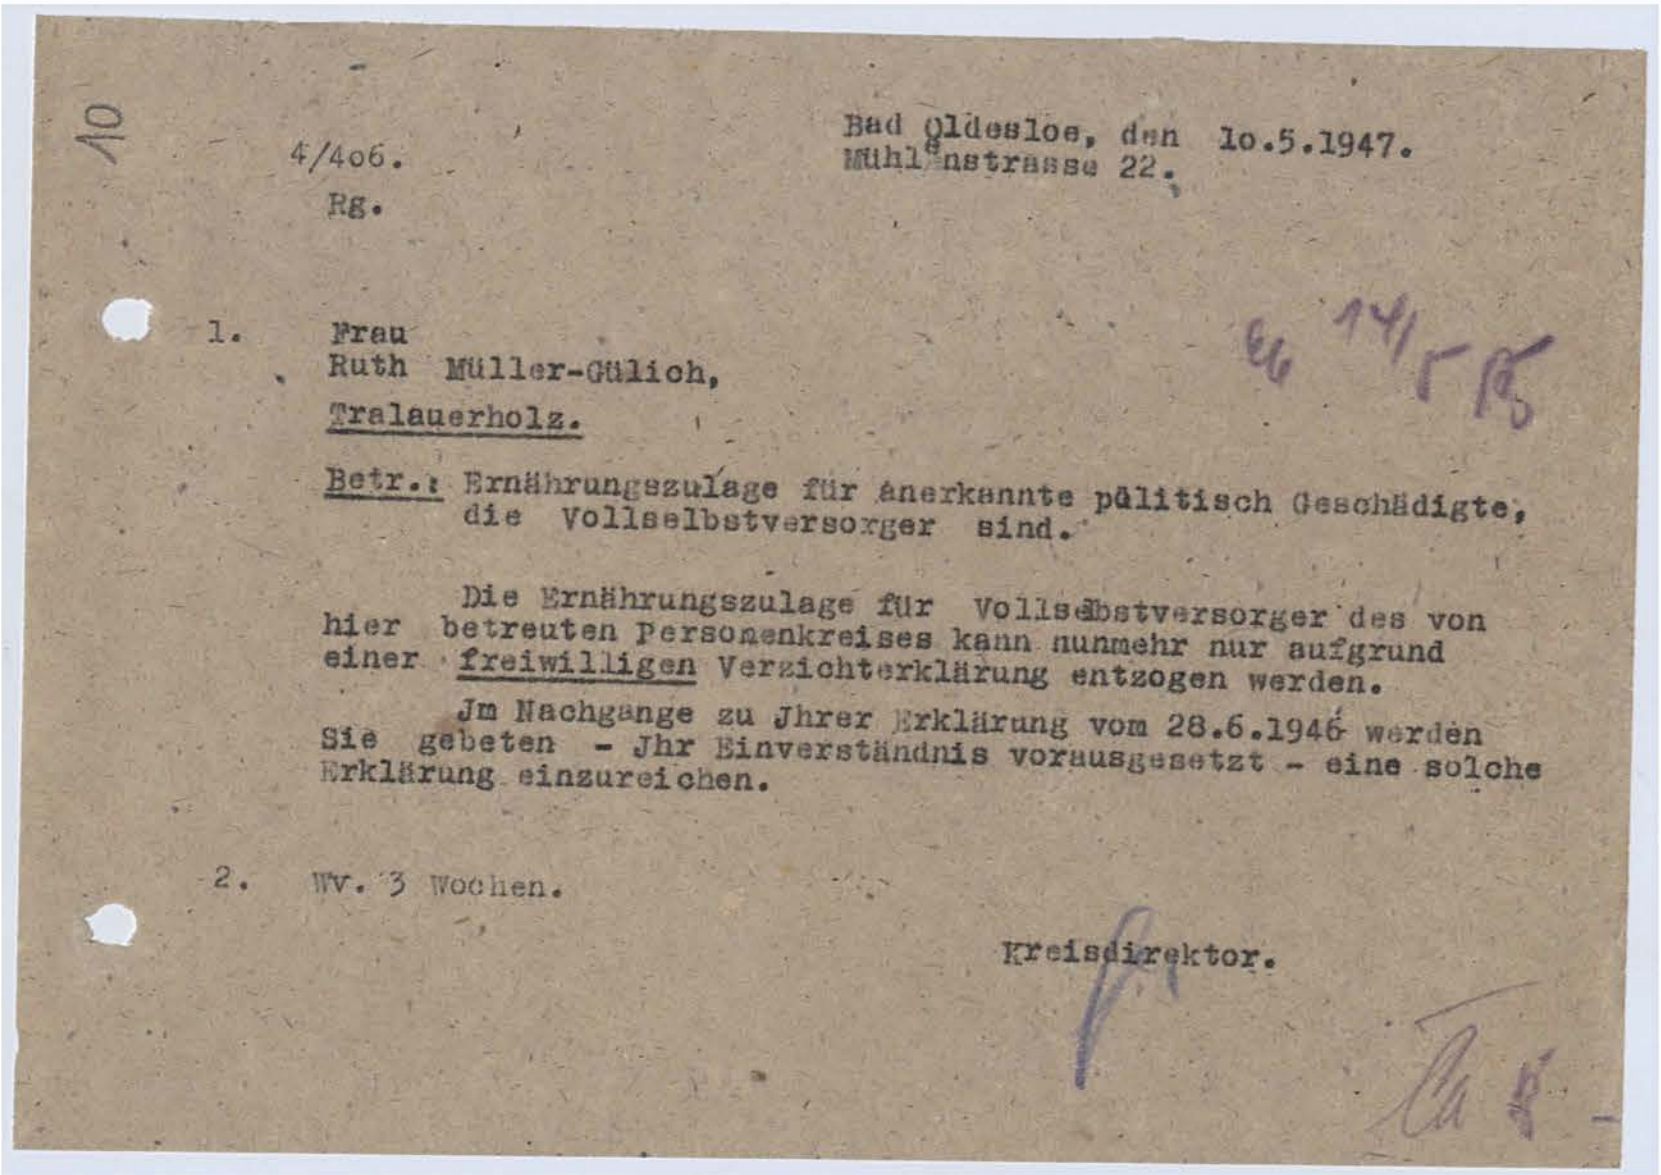 10
Bad Oldesloe, den 10.5.1947.
Mühlenstrasse 22.
4/406.
Rg.
1. Frau
Ruth Müller-Gülich,
Tralauerholz.
14/5
Betr.: Ernährungszulage für anerkannte pälitisch Geschädigte,
die Vollselbstversorger sind.
Die Ernährungszulage für Vollselbstversorger des von
hier betreuten Personenkreises kann nunmehr nur aufgrund
einer freiwilligen Verzichterklärung entzogen werden.
Jm Nachgange zu Jhrer Erklärung vom 28.6.1946 werden
Sie gebeten - Jhr Einverständnis vorausgesetzt - eine solche
Erklärung einzureichen.
2. Wv. 3 Wochen.
Kreisdirektor.